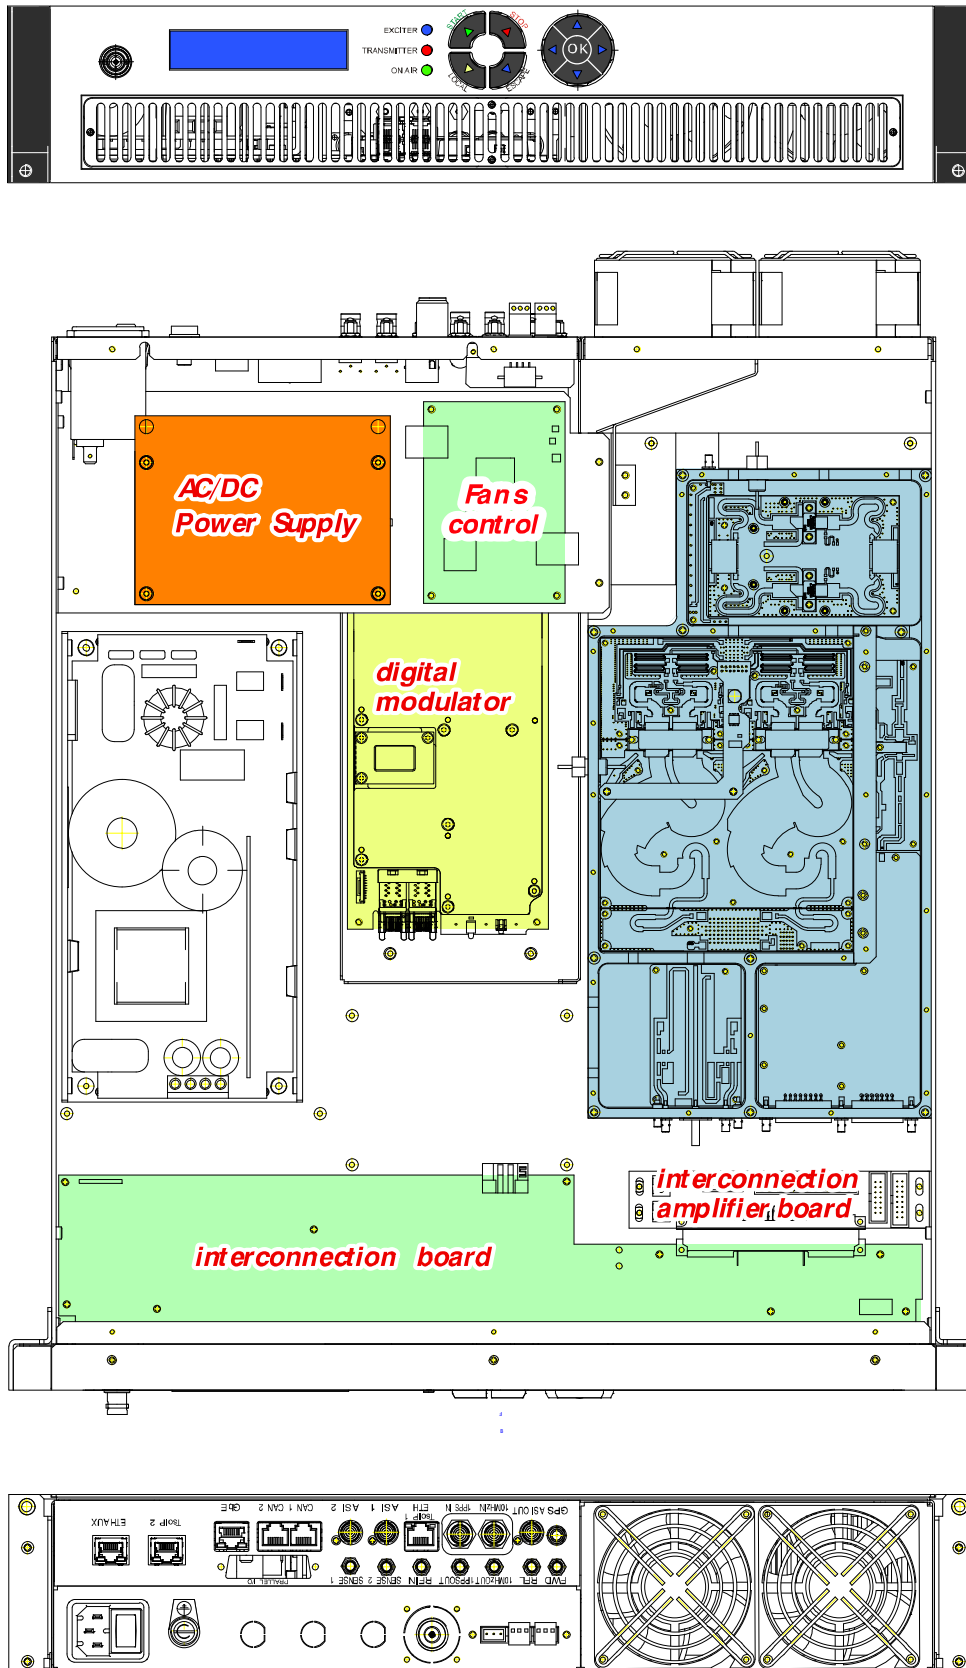 START
STOP
EXCITER
TRANSMITTER
ON AIR
OK
LOCAL
ESCAPE
AC/DC
Power Supply
Fans
control
digital
modulator
interconnection
amplifier board
interconnection board
ETH AUX
TsoIP 2
GbE
CAN 2
CAN 1
ASI 2
ASI 1
ETH
TsoIP 1
1PPS IN
10MHz IN
ASI OUT
GPS
PARALLEL I/O
SENSE 1
SENSE 2
RF IN
1PPS OUT
10MHz OUT
RFL
FWD